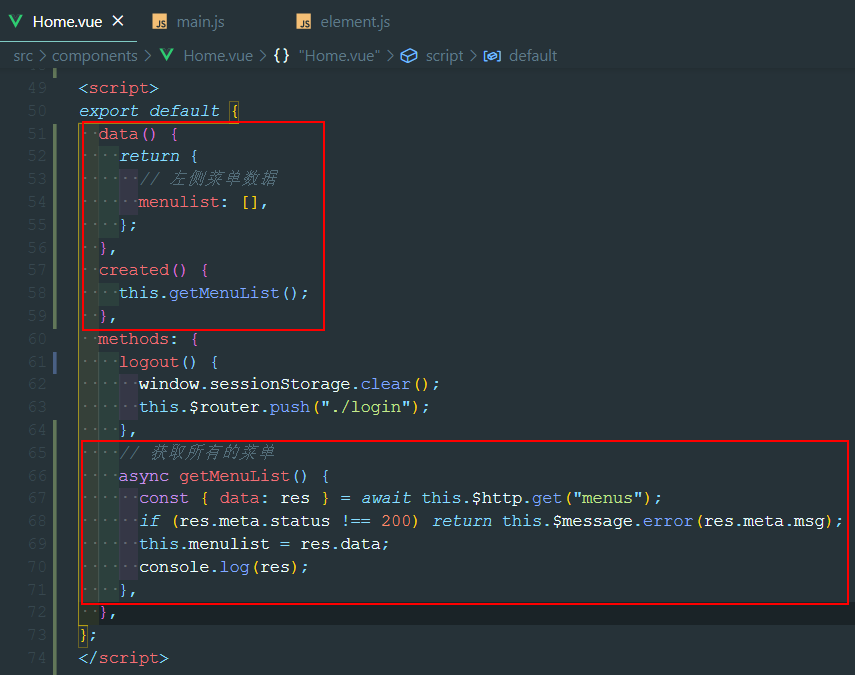 Home.vue
JS main.js
JS element.js
src > components > Home.vue > {} "Home.vue" > script > default
49 <script>
50 export default {
51 data() {
52 return {
53 // 左侧菜单数据
54 menulist: [],
55 };
56 },
57 created() {
58 this.getMenuList();
59 },
60 methods: {
61 logout() {
62 window.sessionStorage.clear();
63 this.$router.push("./login");
64 },
65 // 获取所有的菜单
66 async getMenuList() {
67 const { data: res } = await this.$http.get("menus");
68 if (res.meta.status !== 200) return this.$message.error(res.meta.msg);
69 this.menulist = res.data;
70 console.log(res);
71 },
72 },
73 };
74 </script>